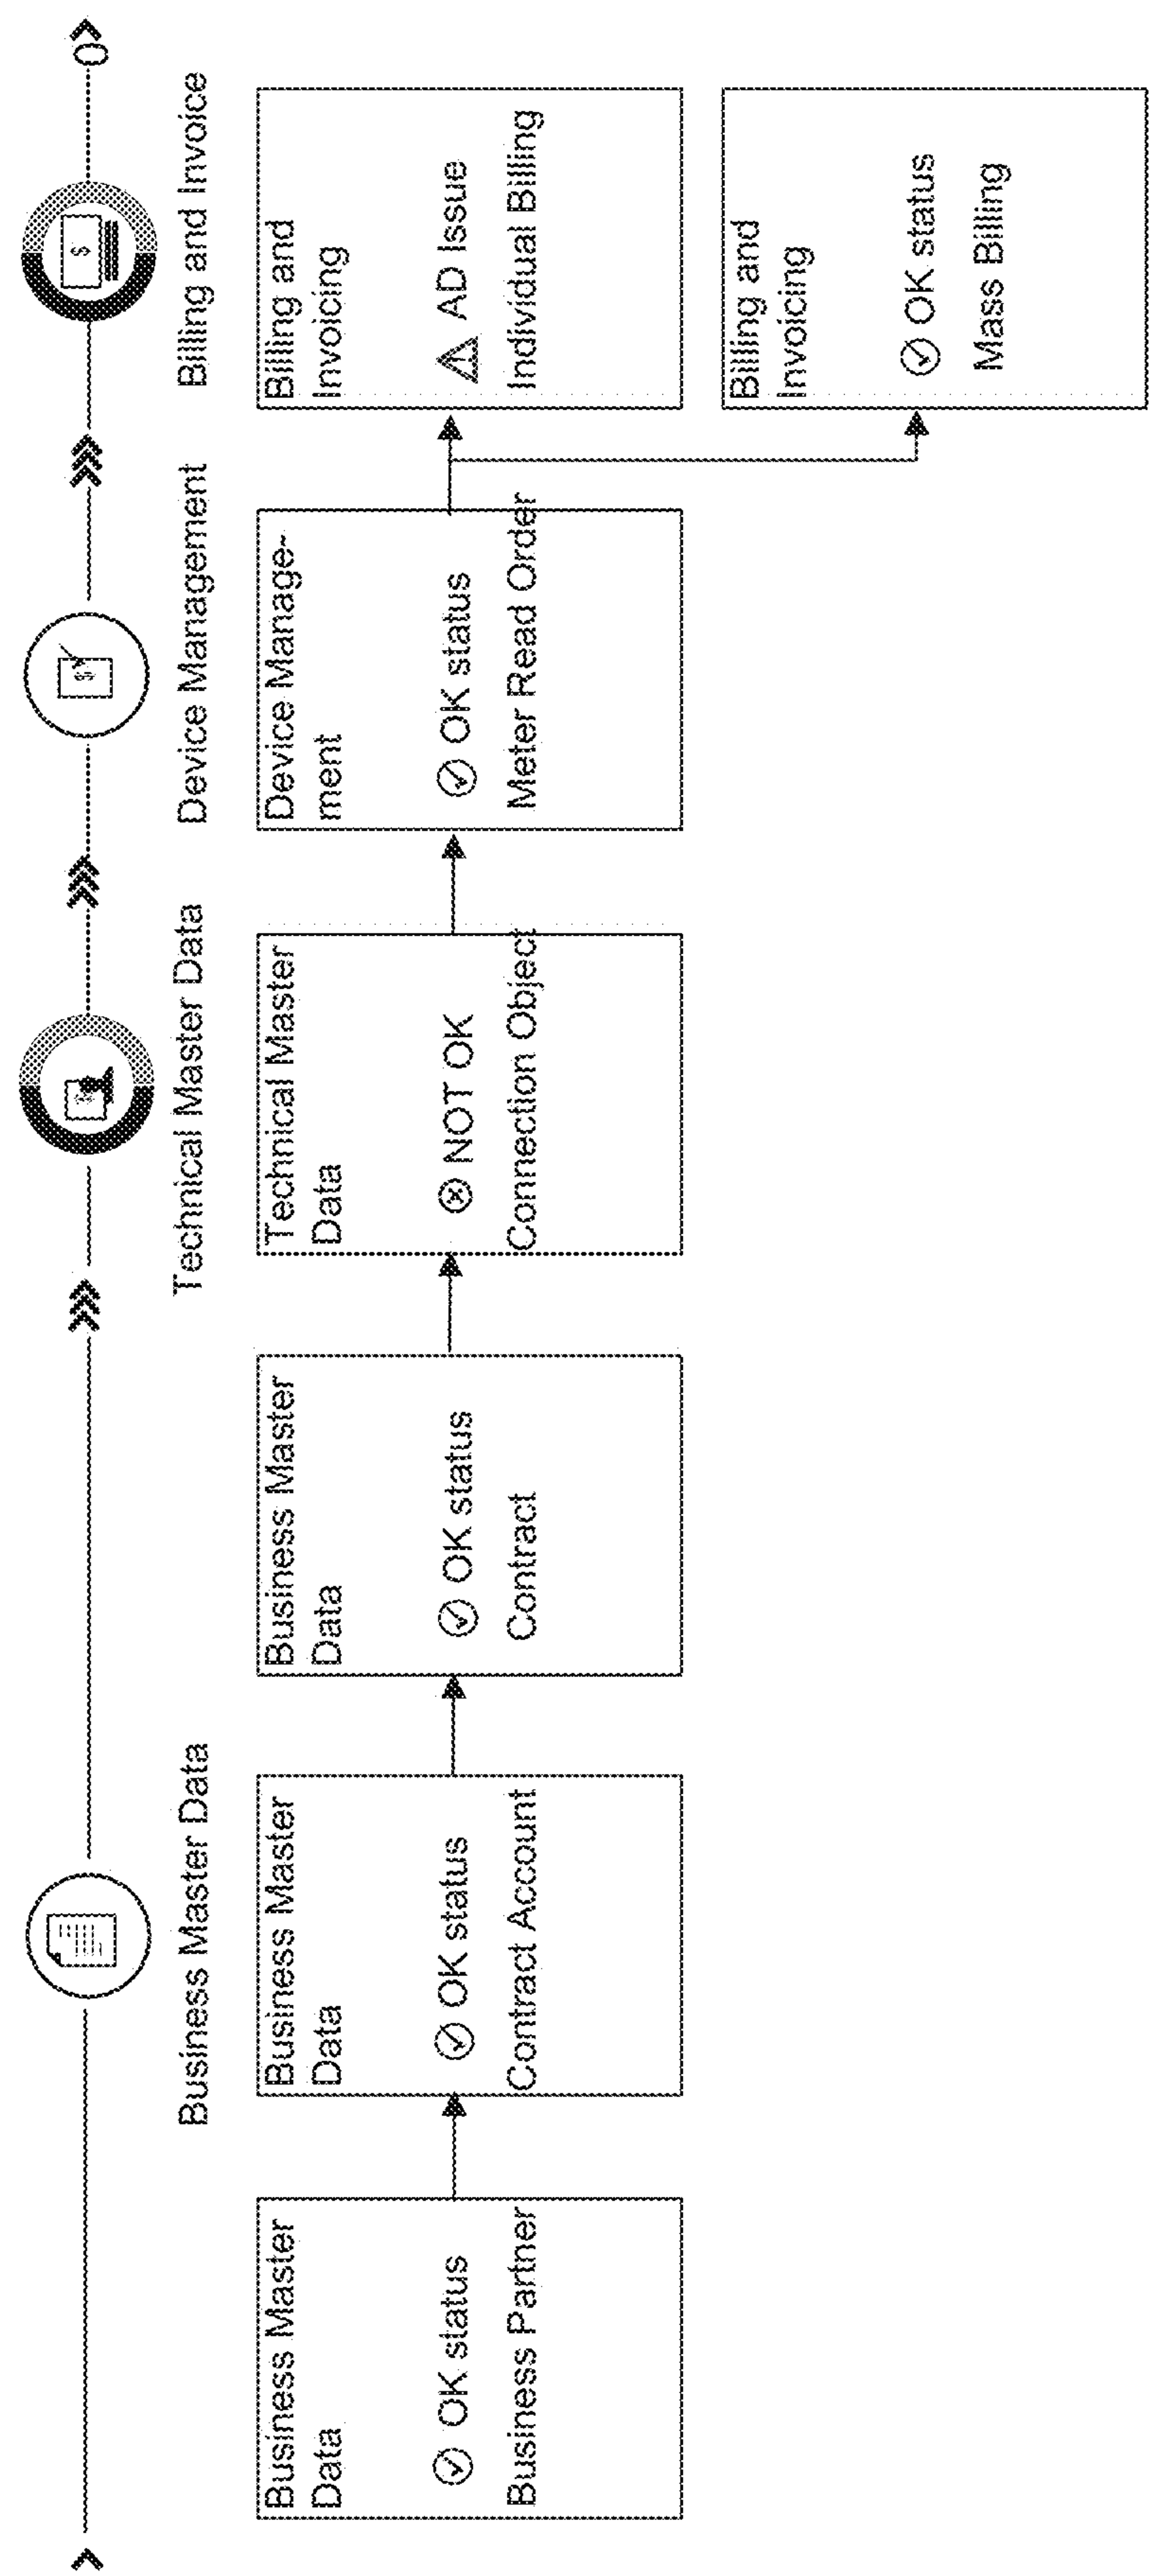 Business Master Data
Technical Master Data
Device Management
Billing and Invoice
Business Master
Data
OK status
Business Partner
Business Master
Data
OK status
Contract Account
Business Master
Data
OK status
Contract
Technical Master
Data
NOT OK
Connection Object
Device Manage-
ment
OK status
Meter Read Order
Billing and
Invoicing
AD Issue
Individual Billing
Billing and
Invoicing
OK status
Mass Billing